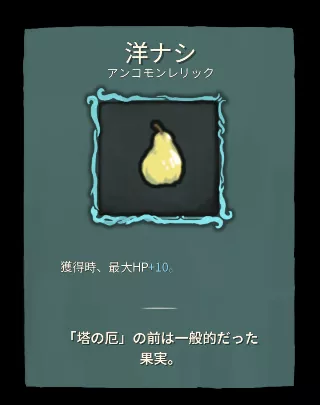 洋ナシ
アンコモンレリック
獲得時、最大HP+10。
「塔の厄」の前は一般的だった
果実。